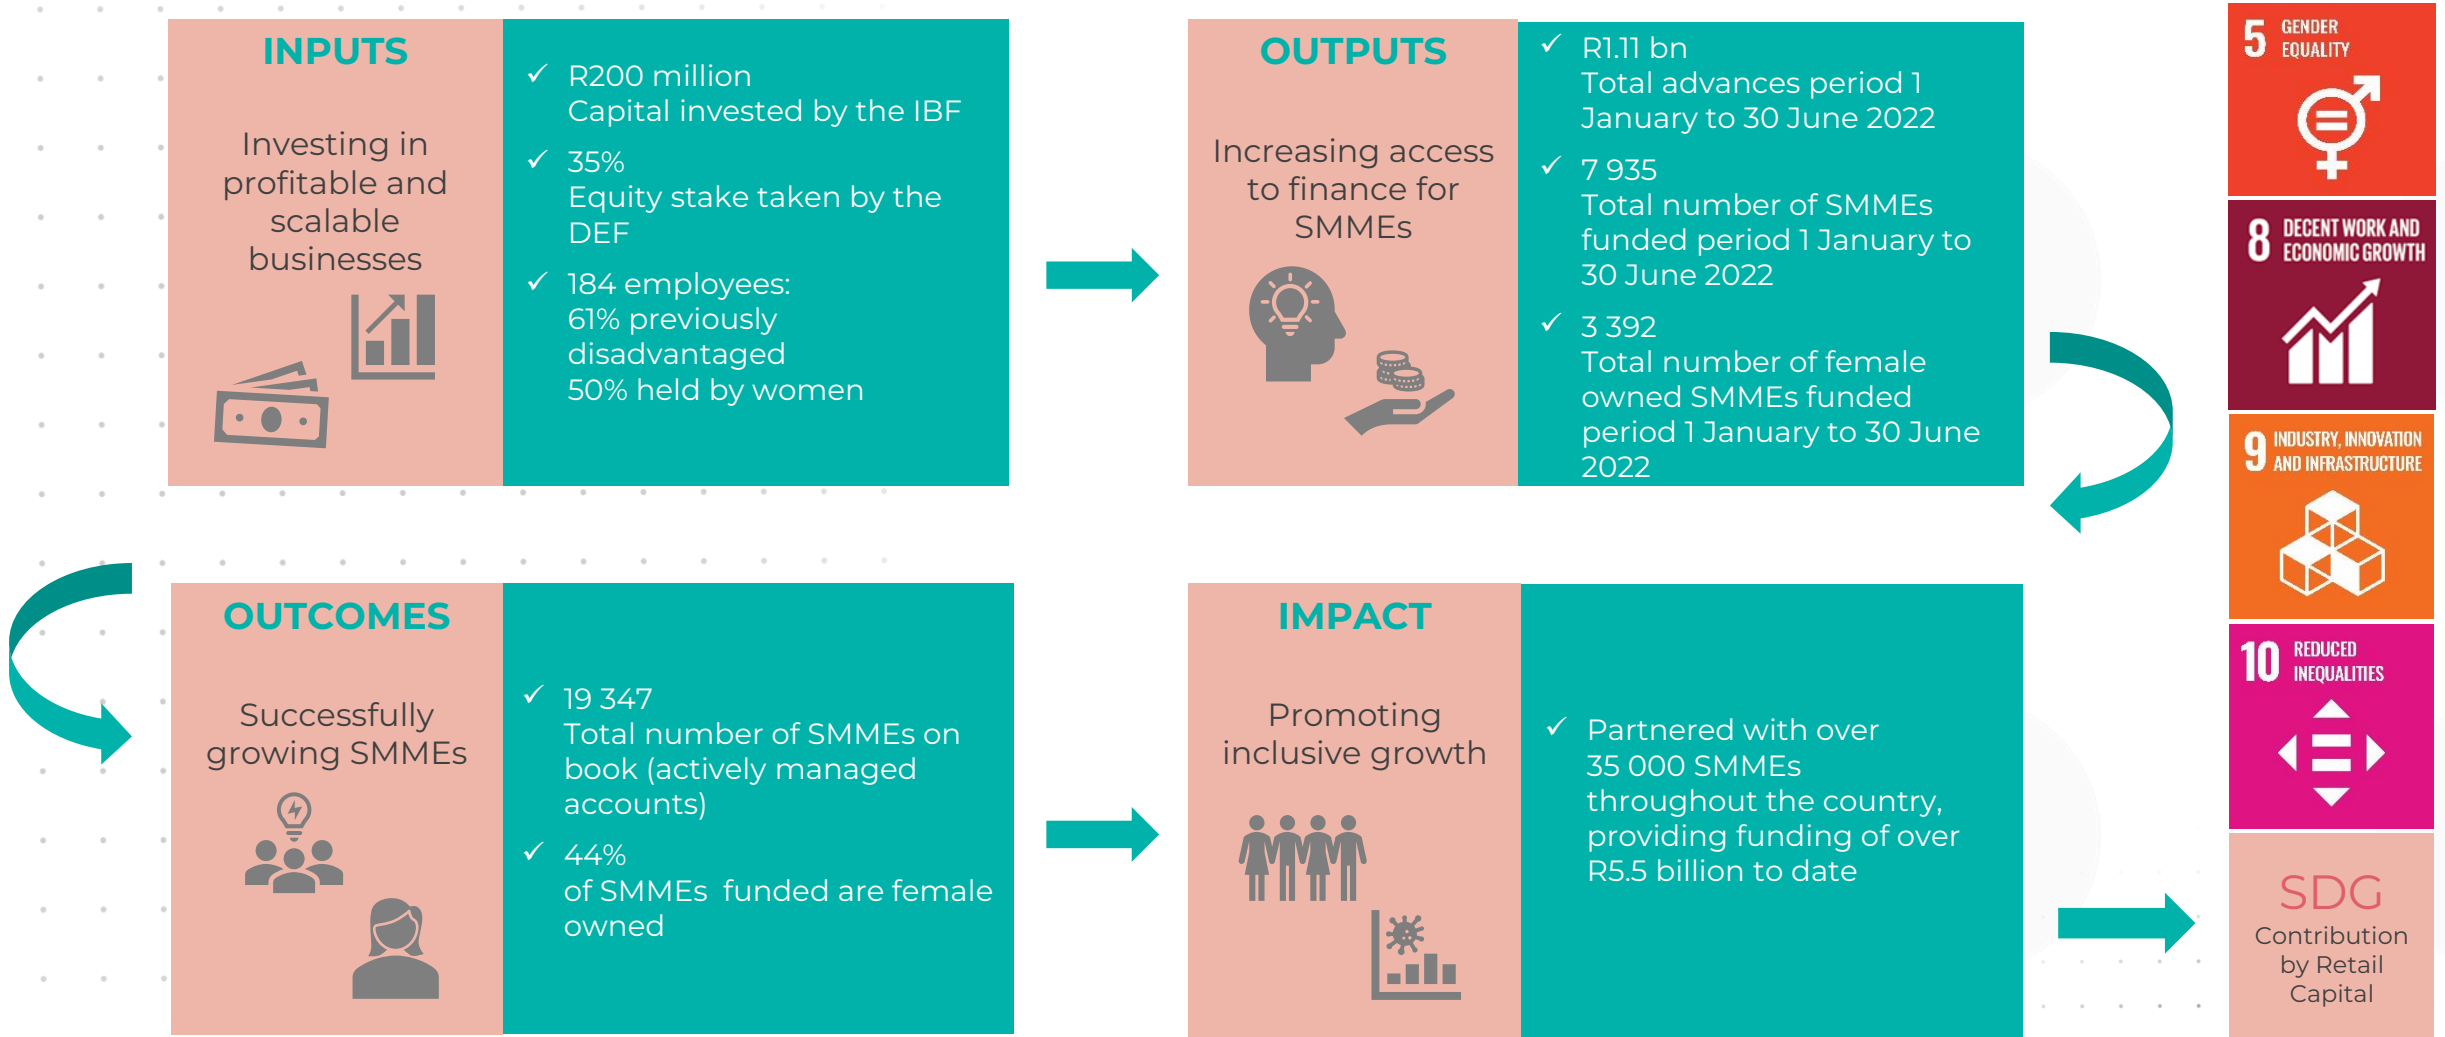 INPUTS
Investing in
profitable and
scalable
businesses
✓ R200 million
Capital invested by the IBF
✓ 35%
Equity stake taken by the
DEF
✓ 184 employees:
61% previously
disadvantaged
50% held by women
OUTPUTS
Increasing access
to finance for
SMMEs
✓ R1.11 bn
Total advances period 1
January to 30 June 2022
✓ 7 935
Total number of SMMEs
funded period 1 January to
30 June 2022
✓ 3 392
Total number of female
owned SMMEs funded
period 1 January to 30 June
2022
OUTCOMES
Successfully
growing SMMEs
✓ 19 347
Total number of SMMEs on
book (actively managed
accounts)
✓ 44%
of SMMEs  funded are female
owned
IMPACT
Promoting
inclusive growth
✓ Partnered with over
35 000 SMMEs
throughout the country,
providing funding of over
R5.5 billion to date
5 GENDER
EQUALITY
8 DECENT WORK AND
ECONOMIC GROWTH
9 INDUSTRY, INNOVATION
AND INFRASTRUCTURE
10 REDUCED
INEQUALITIES
SDG
Contribution
by Retail
Capital